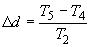 Δd = (T₅ − T₄) / T₂